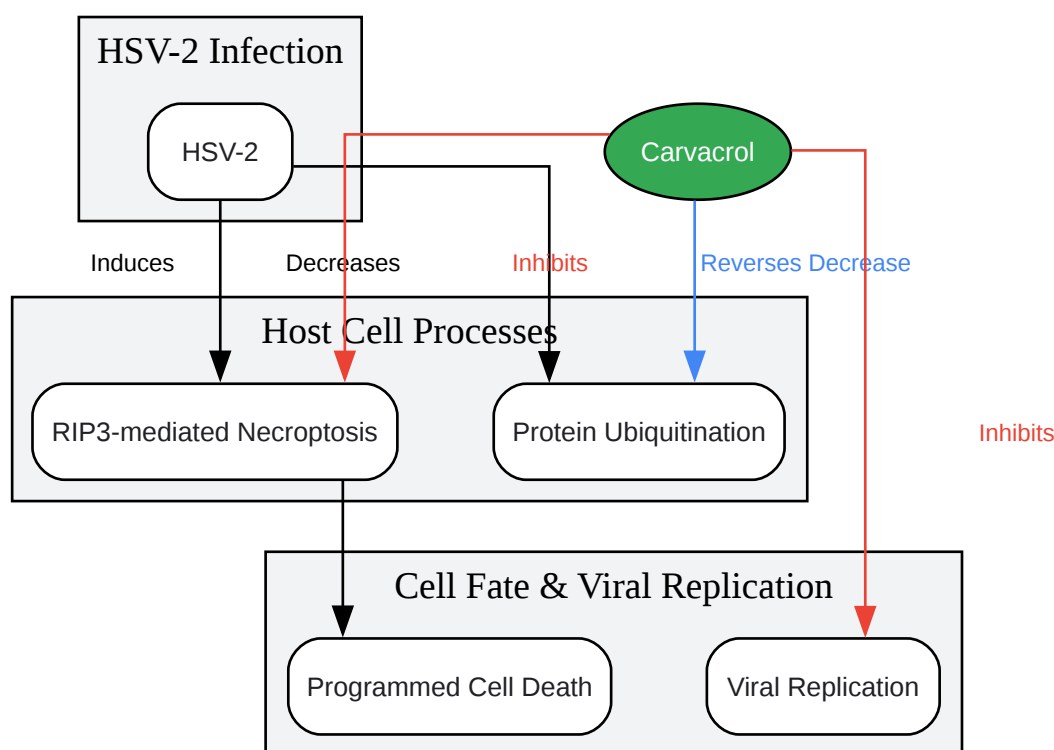 HSV-2 Infection
HSV-2
Carvacrol
Induces
Decreases
Inhibits
Reverses Decrease
Host Cell Processes
RIP3-mediated Necroptosis
Protein Ubiquitination
Inhibits
Cell Fate & Viral Replication
Programmed Cell Death
Viral Replication